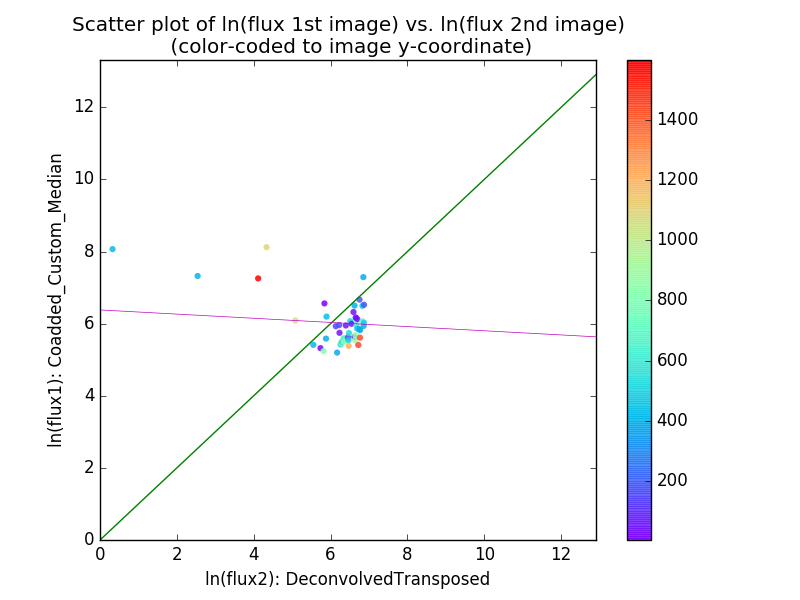 Scatter plot of ln(flux 1st image) vs. ln(flux 2nd image)
(color-coded to image y-coordinate)
ln(flux1): Coadded_Custom_Median
12
10
8
6
4
2
0
0 2 4 6 8 10 12
ln(flux2): DeconvolvedTransposed
1400
1200
1000
800
600
400
200